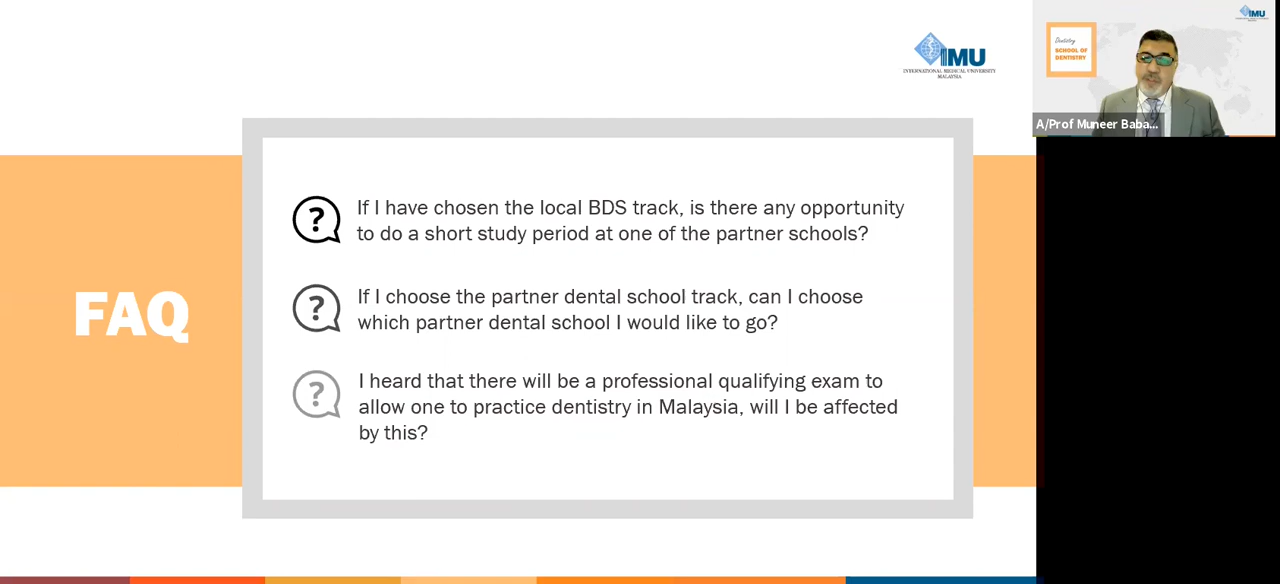 IMU
INTERNATIONAL MEDICAL UNIVERSITY
MALAYSIA
IMU
Dentistry
SCHOOL OF
DENTISTRY
A/Prof Muneer Baba...
FAQ
?
If I have chosen the local BDS track, is there any opportunity
to do a short study period at one of the partner schools?
?
If I choose the partner dental school track, can I choose
which partner dental school I would like to go?
?
I heard that there will be a professional qualifying exam to
allow one to practice dentistry in Malaysia, will I be affected
by this?